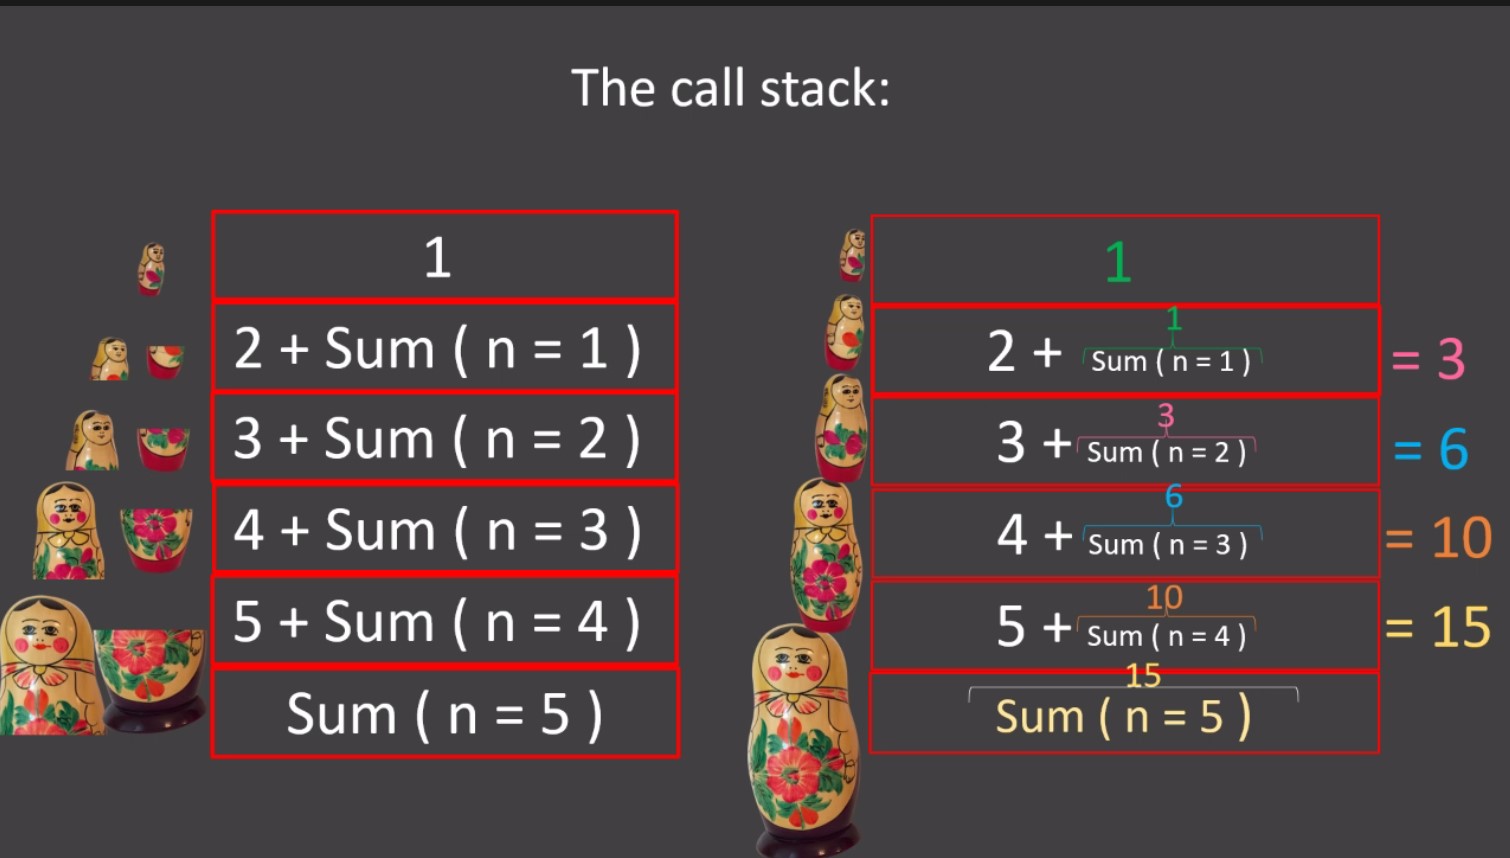 The call stack:
1
2 + Sum ( n = 1 )
3 + Sum ( n = 2 )
4 + Sum ( n = 3 )
5 + Sum ( n = 4 )
Sum ( n = 5 )
1
1
2 + Sum ( n = 1 ) = 3
3
3 + Sum ( n = 2 ) = 6
6
4 + Sum ( n = 3 ) = 10
10
5 + Sum ( n = 4 ) = 15
15
Sum ( n = 5 )